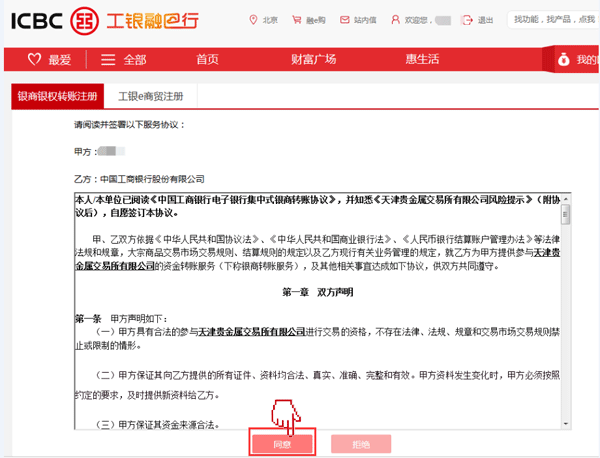 ICBC 工银融e行
北京 融e购 站内信 欢迎您， 退出 找功能，找产品，点我
最爱 全部 首页 财富广场 惠生活 我的
银商银权转账注册 工银e商贸注册
请阅读并签署以下服务协议：
甲方：
乙方：中国工商银行股份有限公司
本人/本单位已阅读《中国工商银行电子银行集中式银商转账协议》，并知悉《天津贵金属交易所有限公司风险提示》（附协
议后），自愿签订本协议。
甲、乙双方依据《中华人民共和国协议法》、《中华人民共和国商业银行法》、《人民币银行结算账户管理办法》等法律
法规和规章，大宗商品交易市场交易规则、结算规则的规定以及乙方现行有关业务管理的规定，就乙方为甲方提供参与天津贵
金属交易所有限公司的资金转账服务（下称银商转账服务），及其他相关事宜达成如下协议，供双方共同遵守。
第一章 双方声明
第一条 甲方声明如下：
（一）甲方具有合法的参与天津贵金属交易所有限公司进行交易的资格，不存在法律、法规、规章和交易市场交易规则禁
止或限制的情形。
（二）甲方保证其向乙方提供的所有证件、资料均合法、真实、准确、完整和有效。甲方资料发生变化时，甲方必须按照
约定的要求，及时提供新资料给乙方。
（三）甲方保证其资金来源合法。
同意 拒绝